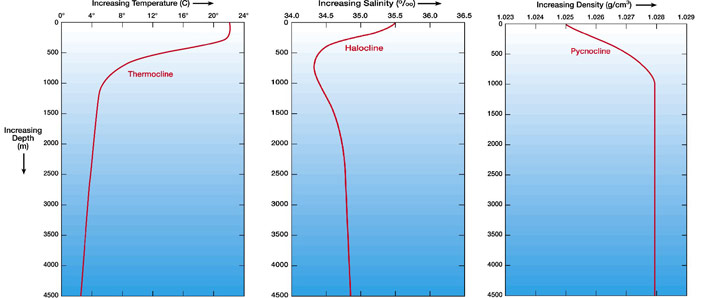 Increasing Temperature (C) →
0° 4° 8° 12° 16° 20° 24°
0
500
1000
1500
2000
2500
3000
3500
4000
4500
Thermocline
Increasing
Depth
(m)
Increasing Salinity (⁰/₀₀) →
34.0 34.5 35.0 35.5 36.0 36.5
0
500
1000
1500
2000
2500
3000
3500
4000
4500
Halocline
Increasing Density (g/cm³) →
1.023 1.024 1.025 1.026 1.027 1.028 1.029
0
500
1000
1500
2000
2500
3000
3500
4000
4500
Pycnocline